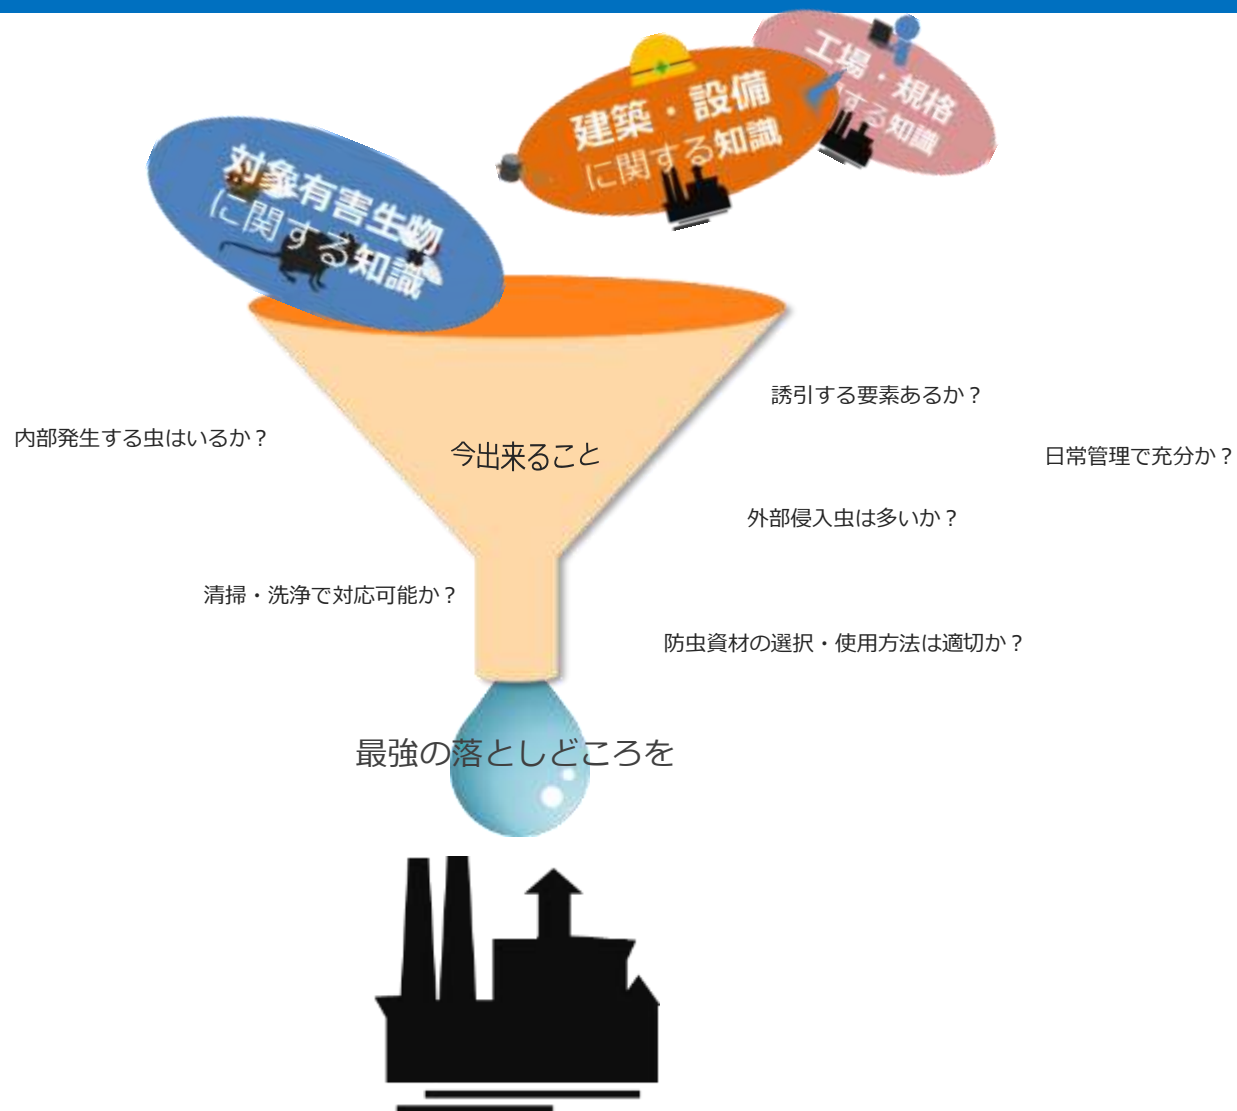 工場・規格
する知識
建築・設備
に関する知識
対象有害生物
に関する知識
誘引する要素あるか？
内部発生する虫はいるか？
今出来ること
日常管理で充分か？
外部侵入虫は多いか？
清掃・洗浄で対応可能か？
防虫資材の選択・使用方法は適切か？
最強の落としどころを